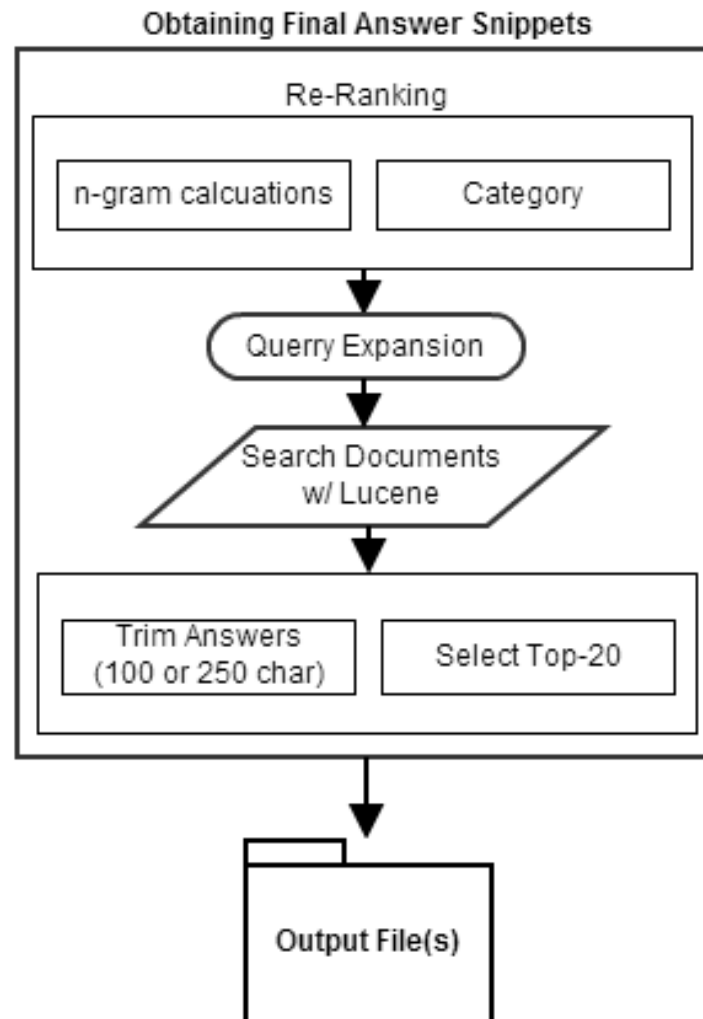 Obtaining Final Answer Snippets
Re-Ranking
n-gram calcuations
Category
Querry Expansion
Search Documents
w/ Lucene
Trim Answers
(100 or 250 char)
Select Top-20
Output File(s)